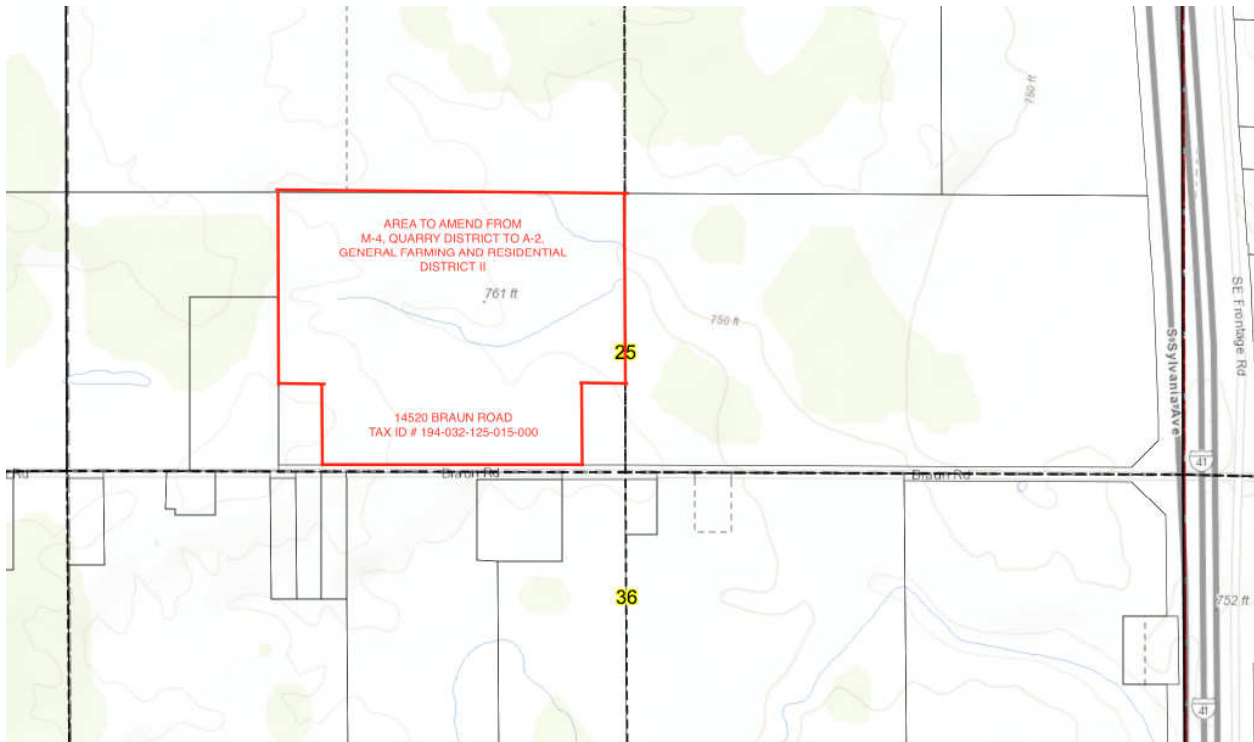 750 ft
AREA TO AMEND FROM
M-4, QUARRY DISTRICT TO A-2,
GENERAL FARMING AND RESIDENTIAL
DISTRICT II
761 ft
750 ft
25
SE Frontage Rd
S Sylvania Ave
14520 BRAUN ROAD
TAX ID # 194-032-125-015-000
41
Rd
Braun Rd
Braun Rd
36
752 ft
41